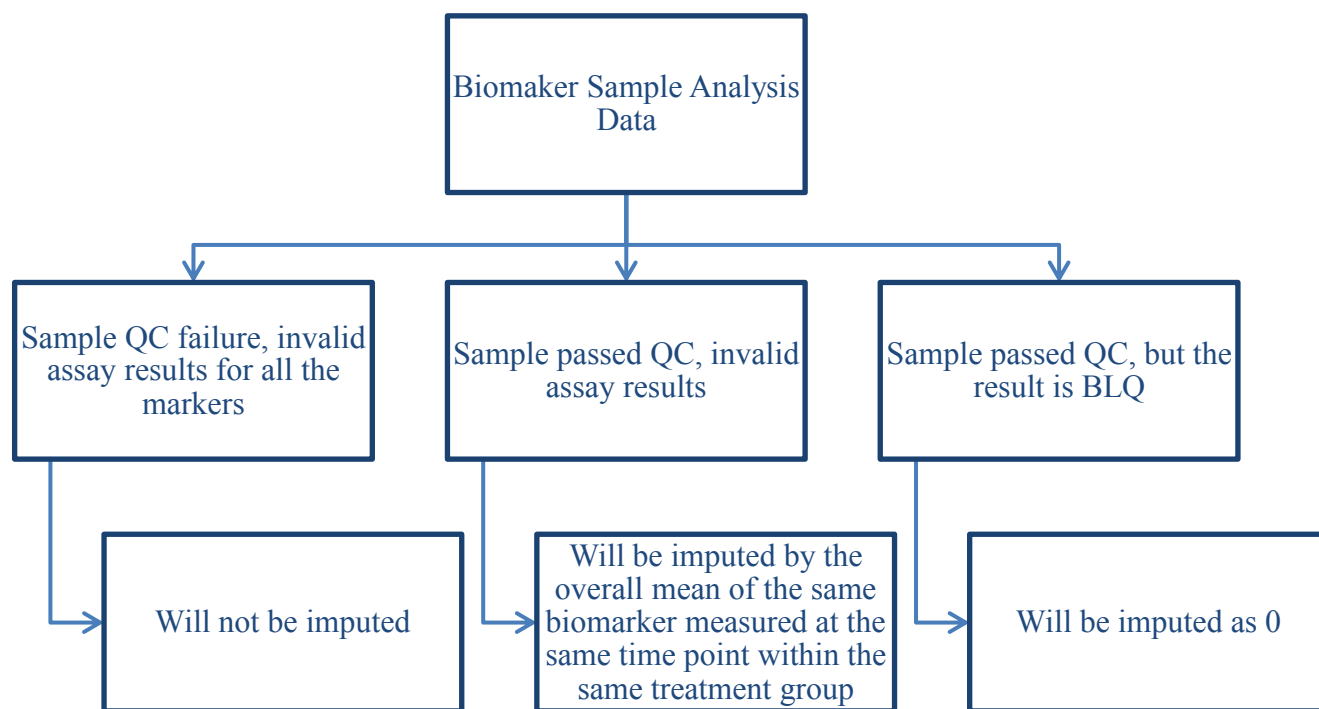 Biomaker Sample Analysis
Data
Sample QC failure, invalid
assay results for all the
markers
Sample passed QC, invalid
assay results
Sample passed QC, but the
result is BLQ
Will not be imputed
Will be imputed by the
overall mean of the same
biomarker measured at the
same time point within the
same treatment group
Will be imputed as 0